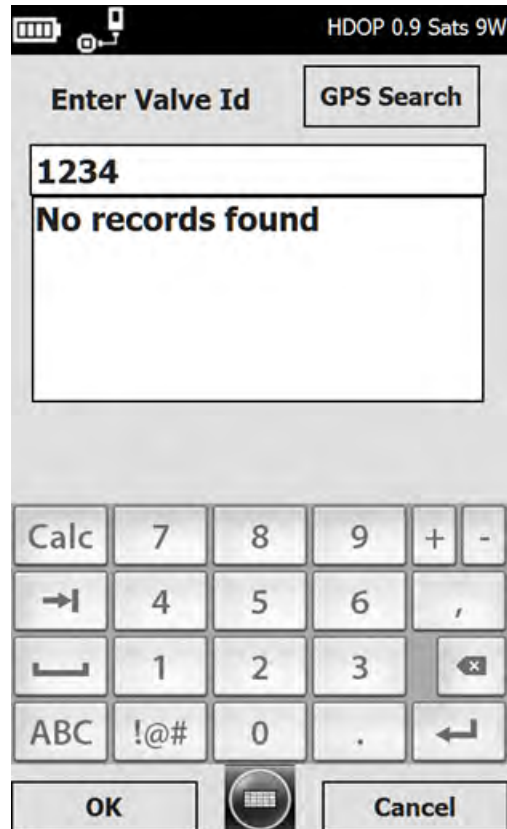 HDOP 0.9 Sats 9W
Enter Valve Id
GPS Search
1234
No records found
Calc 7 8 9 + -
4 5 6 ,
1 2 3
ABC !@# 0 .
OK Cancel